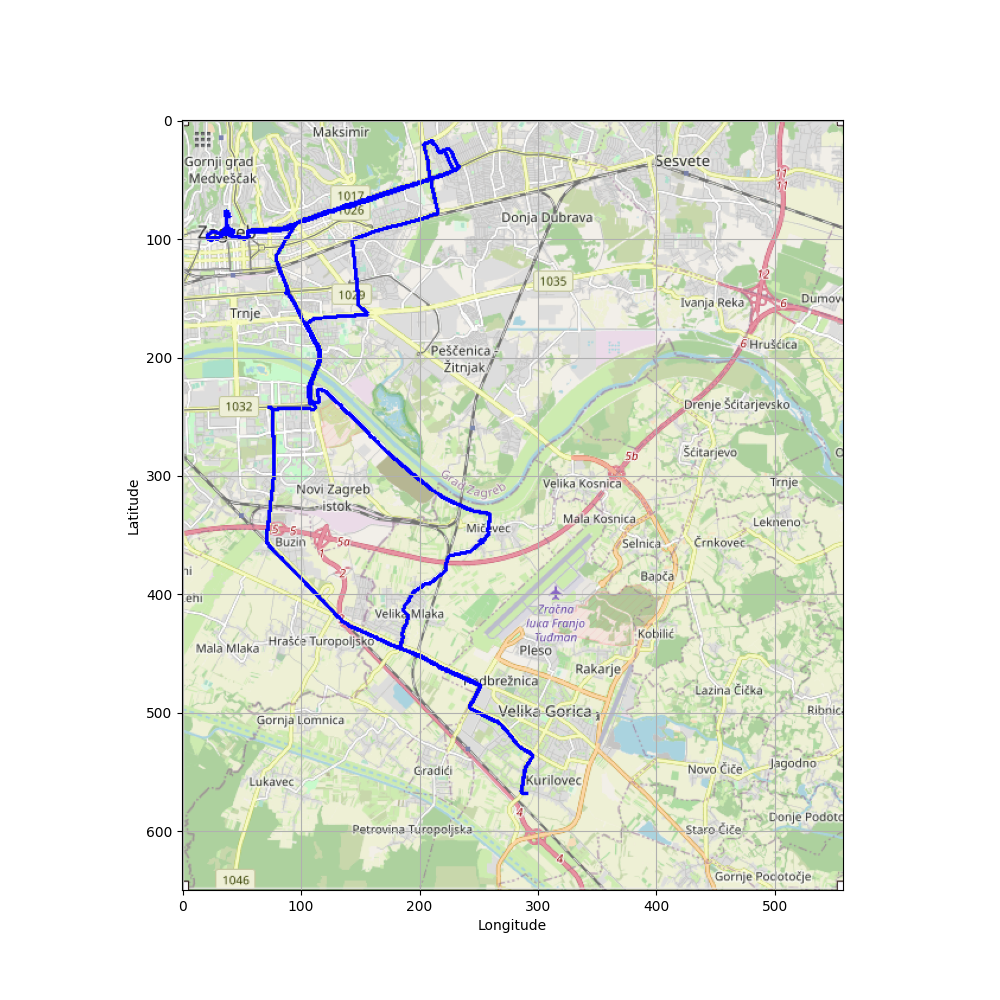 0
100
200
300
400
500
600
Latitude
0
100
200
300
400
500
Longitude
Maksimir
Gornji grad
Medveščak
Sesvete
11
11
1017
1026
Donja Dubrava
Zagreb
12
1035
1029
Ivanja Reka
6
Dumov
Trnje
6
Hrušćica
Peščenica -
Žitnjak
1032
Drenje Šćitarjevo
Šćitarjevo
5b
Grad Zagreb
Velika Kosnica
Trnje
Novi Zagreb
- istok
Mala Kosnica
Lekneno
Mičevec
5
5
5a
Buzin
1
Selnica
Črnkovec
2
Bapča
Velika Mlaka
Zračna
luka Franjo
Tuđman
Kobilić
Hrašće Turopoljsko
Mala Mlaka
Pleso
Rakarje
Podbrežnica
Lazina Čička
Velika Gorica
Ribnica
Gornja Lomnica
Gradići
Novo Čiče
Jagodno
Lukavec
Kurilovec
4
Donje Podoto
Petrovina Turopoljska
Staro Čiče
4
1046
Gornje Podotočje